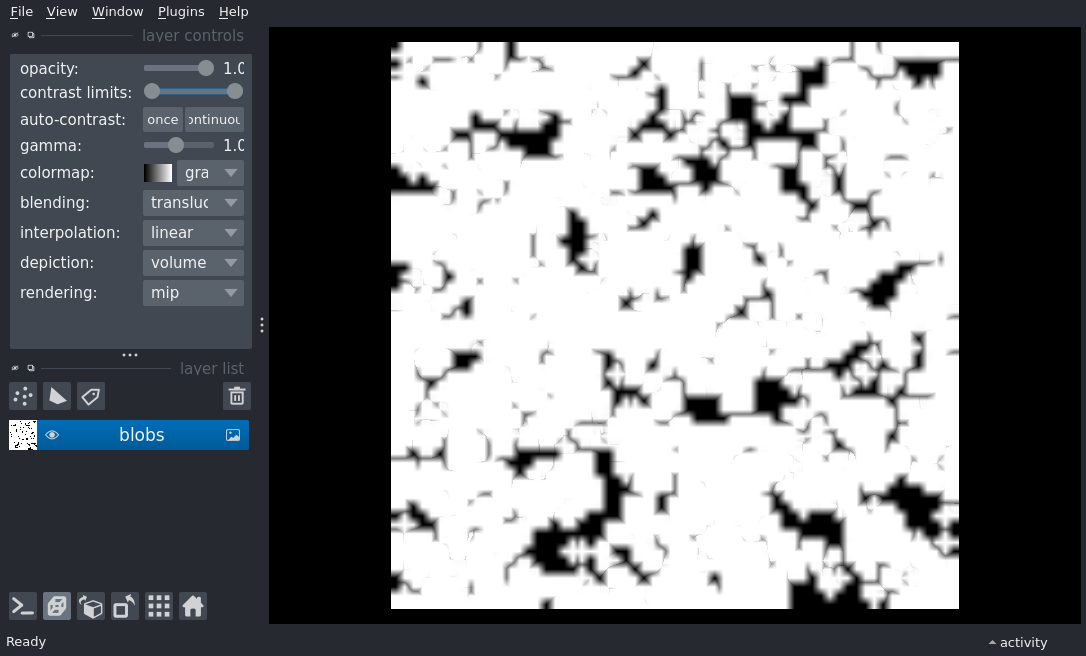 File View Window Plugins Help
layer controls
opacity: 1.0
contrast limits:
auto-contrast: once ontinuou
gamma: 1.0
colormap: gra
blending: transluc
interpolation: linear
depiction: volume
rendering: mip
layer list
blobs
Ready
activity